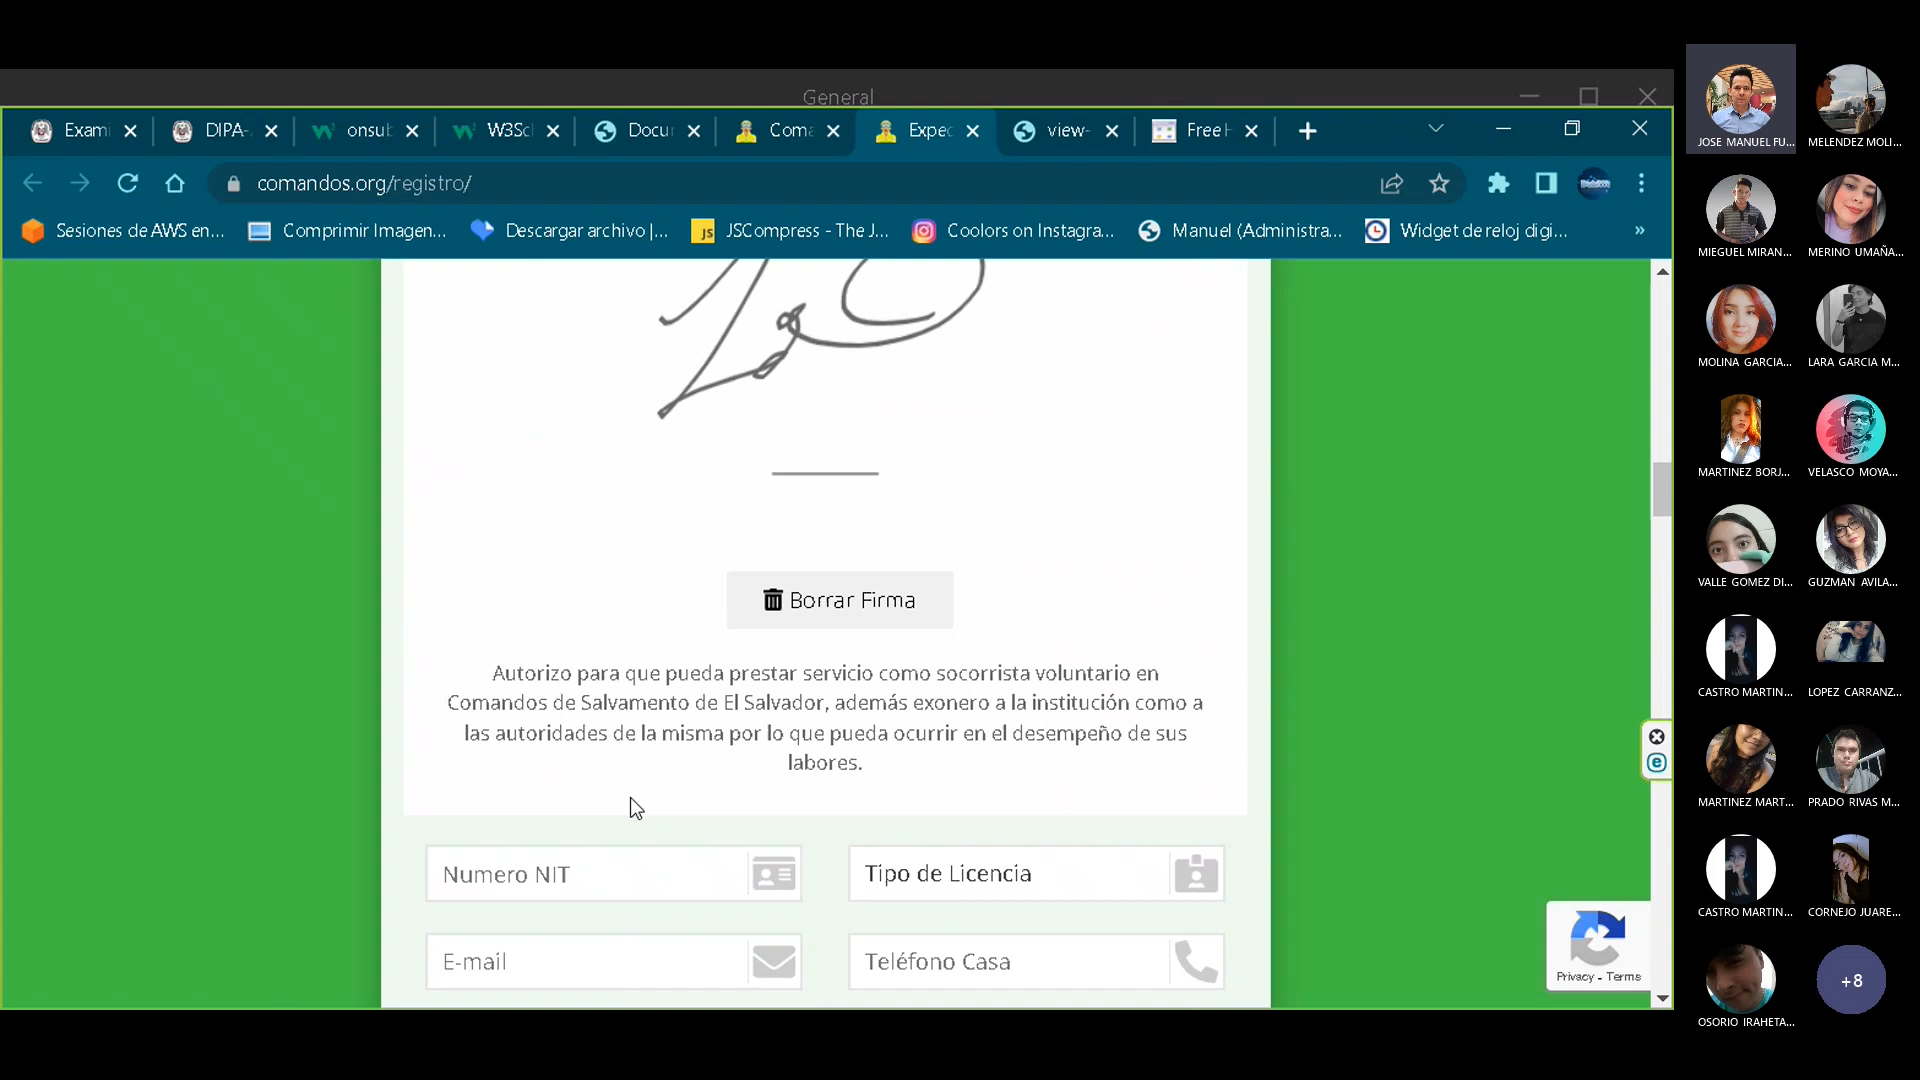 General
Exami
DIPA-
onsub
W3Sc
Docu
Coma
Expec
view-
Free
comandos.org/registro/
Sesiones de AWS en...
Comprimir Imagen...
Descargar archivo |...
JS
JSCompress - The J...
Coolors on Instagra...
Manuel (Administra...
Widget de reloj digi...
»
Borrar Firma
Autorizo para que pueda prestar servicio como socorrista voluntario en
Comandos de Salvamento de El Salvador, además exonero a la institución como a
las autoridades de la misma por lo que pueda ocurrir en el desempeño de sus
labores.
Numero NIT
Tipo de Licencia
E-mail
Teléfono Casa
Privacy - Terms
JOSE MANUEL FU...
MELENDEZ MOLI...
MIEGUEL MIRAN...
MERINO UMAÑA...
MOLINA GARCIA...
LARA GARCIA M...
MARTINEZ BORJ...
VELASCO MOYA...
VALLE GOMEZ DI...
GUZMAN AVILA...
CASTRO MARTIN...
LOPEZ CARRANZ...
MARTINEZ MART...
PRADO RIVAS M...
CASTRO MARTIN...
CORNEJO JUARE...
OSORIO IRAHETA...
+8